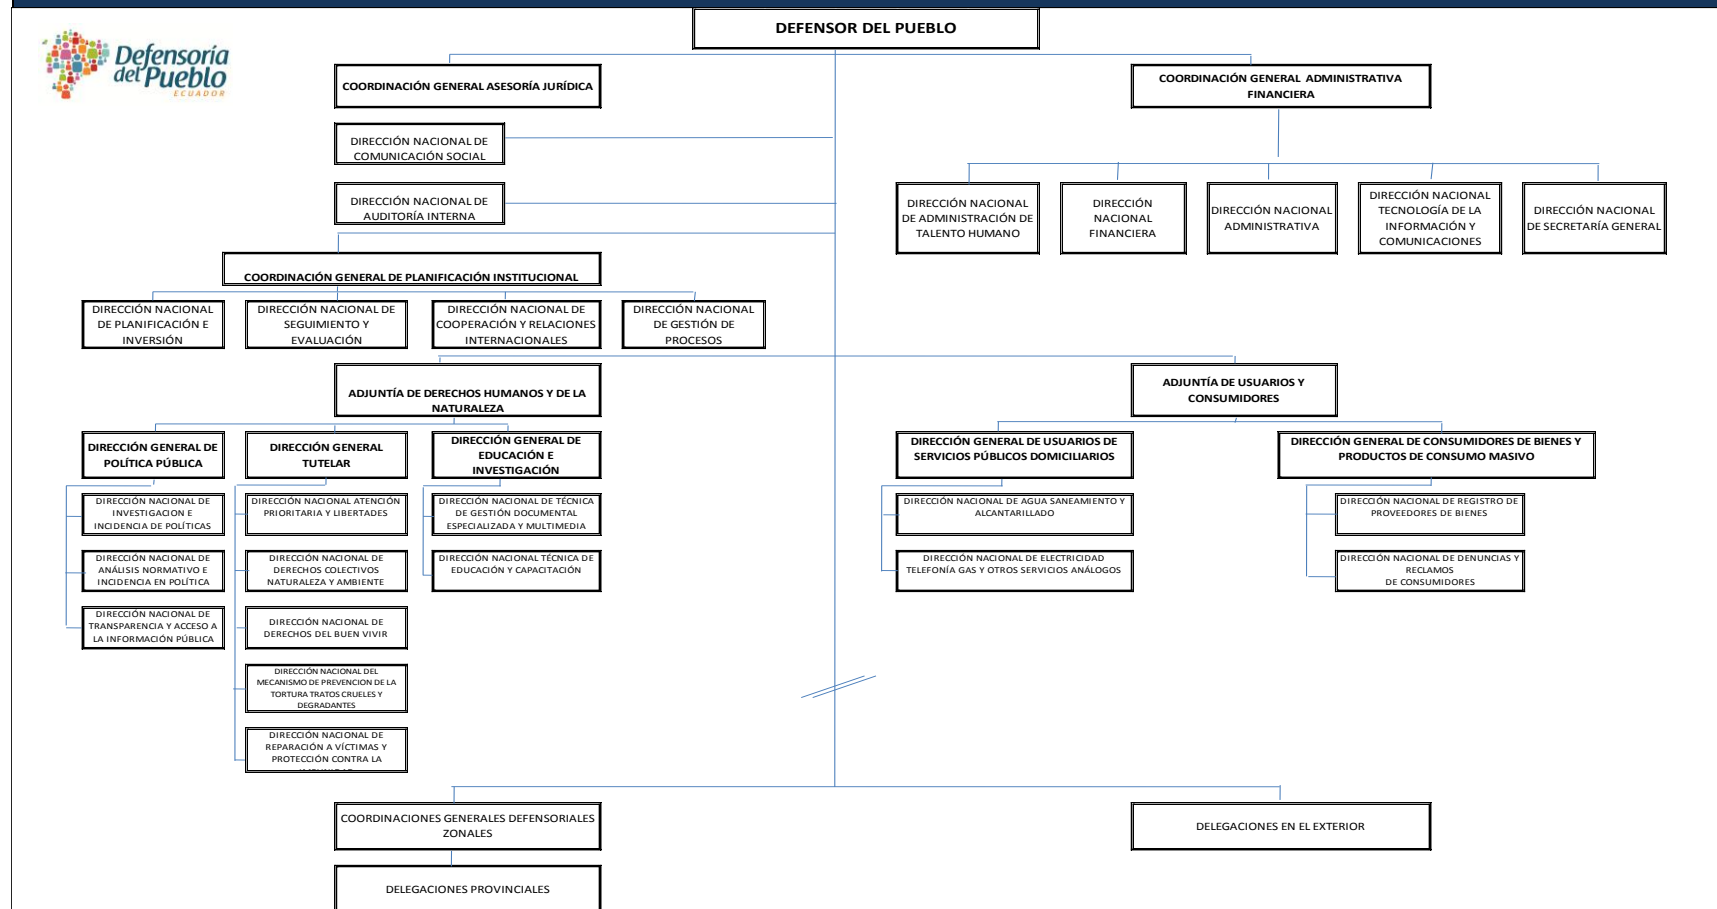 DEFENSOR DEL PUEBLO
Defensoría
del Pueblo
ECUADOR
COORDINACIÓN GENERAL ASESORÍA JURÍDICA
COORDINACIÓN GENERAL ADMINISTRATIVA
FINANCIERA
DIRECCIÓN NACIONAL DE
COMUNICACIÓN SOCIAL
DIRECCIÓN NACIONAL DE
AUDITORÍA INTERNA
DIRECCIÓN NACIONAL
DE ADMINISTRACIÓN DE
TALENTO HUMANO
DIRECCIÓN
NACIONAL
FINANCIERA
DIRECCIÓN NACIONAL
ADMINISTRATIVA
DIRECCIÓN NACIONAL
TECNOLOGÍA DE LA
INFORMACIÓN Y
COMUNICACIONES
DIRECCIÓN NACIONAL
DE SECRETARÍA GENERAL
COORDINACIÓN GENERAL DE PLANIFICACIÓN INSTITUCIONAL
DIRECCIÓN NACIONAL
DE PLANIFICACIÓN E
INVERSIÓN
DIRECCIÓN NACIONAL DE
SEGUIMIENTO Y
EVALUACIÓN
DIRECCIÓN NACIONAL DE
COOPERACIÓN Y RELACIONES
INTERNACIONALES
DIRECCIÓN NACIONAL
DE GESTIÓN DE
PROCESOS
ADJUNTÍA DE DERECHOS HUMANOS Y DE LA
NATURALEZA
ADJUNTÍA DE USUARIOS Y
CONSUMIDORES
DIRECCIÓN GENERAL DE
POLÍTICA PÚBLICA
DIRECCIÓN GENERAL
TUTELAR
DIRECCIÓN GENERAL DE
EDUCACIÓN E
INVESTIGACIÓN
DIRECCIÓN GENERAL DE USUARIOS DE
SERVICIOS PÚBLICOS DOMICILIARIOS
DIRECCIÓN GENERAL DE CONSUMIDORES DE BIENES Y
PRODUCTOS DE CONSUMO MASIVO
DIRECCIÓN NACIONAL DE
INVESTIGACION E
INCIDENCIA DE POLÍTICAS
DIRECCIÓN NACIONAL DE
ANÁLISIS NORMATIVO E
INCIDENCIA EN POLÍTICA
DIRECCIÓN NACIONAL DE
TRANSPARENCIA Y ACCESO A
LA INFORMACIÓN PÚBLICA
DIRECCIÓN NACIONAL ATENCIÓN
PRIORITARIA Y LIBERTADES
DIRECCIÓN NACIONAL DE
DERECHOS COLECTIVOS
NATURALEZA Y AMBIENTE
DIRECCIÓN NACIONAL DE
DERECHOS DEL BUEN VIVIR
DIRECCIÓN NACIONAL DEL
MECANISMO DE PREVENCION DE LA
TORTURA TRATOS CRUELES Y
DEGRADANTES
DIRECCIÓN NACIONAL DE
REPARACIÓN A VÍCTIMAS Y
PROTECCIÓN CONTRA LA
DIRECCIÓN NACIONAL DE TÉCNICA
DE GESTIÓN DOCUMENTAL
ESPECIALIZADA Y MULTIMEDIA
DIRECCIÓN NACIONAL TÉCNICA DE
EDUCACIÓN Y CAPACITACIÓN
DIRECCIÓN NACIONAL DE AGUA SANEAMIENTO Y
ALCANTARILLADO
DIRECCIÓN NACIONAL DE ELECTRICIDAD
TELEFONÍA GAS Y OTROS SERVICIOS ANÁLOGOS
DIRECCIÓN NACIONAL DE REGISTRO DE
PROVEEDORES DE BIENES
DIRECCIÓN NACIONAL DE DENUNCIAS Y
RECLAMOS
DE CONSUMIDORES
COORDINACIONES GENERALES DEFENSORIALES
ZONALES
DELEGACIONES EN EL EXTERIOR
DELEGACIONES PROVINCIALES